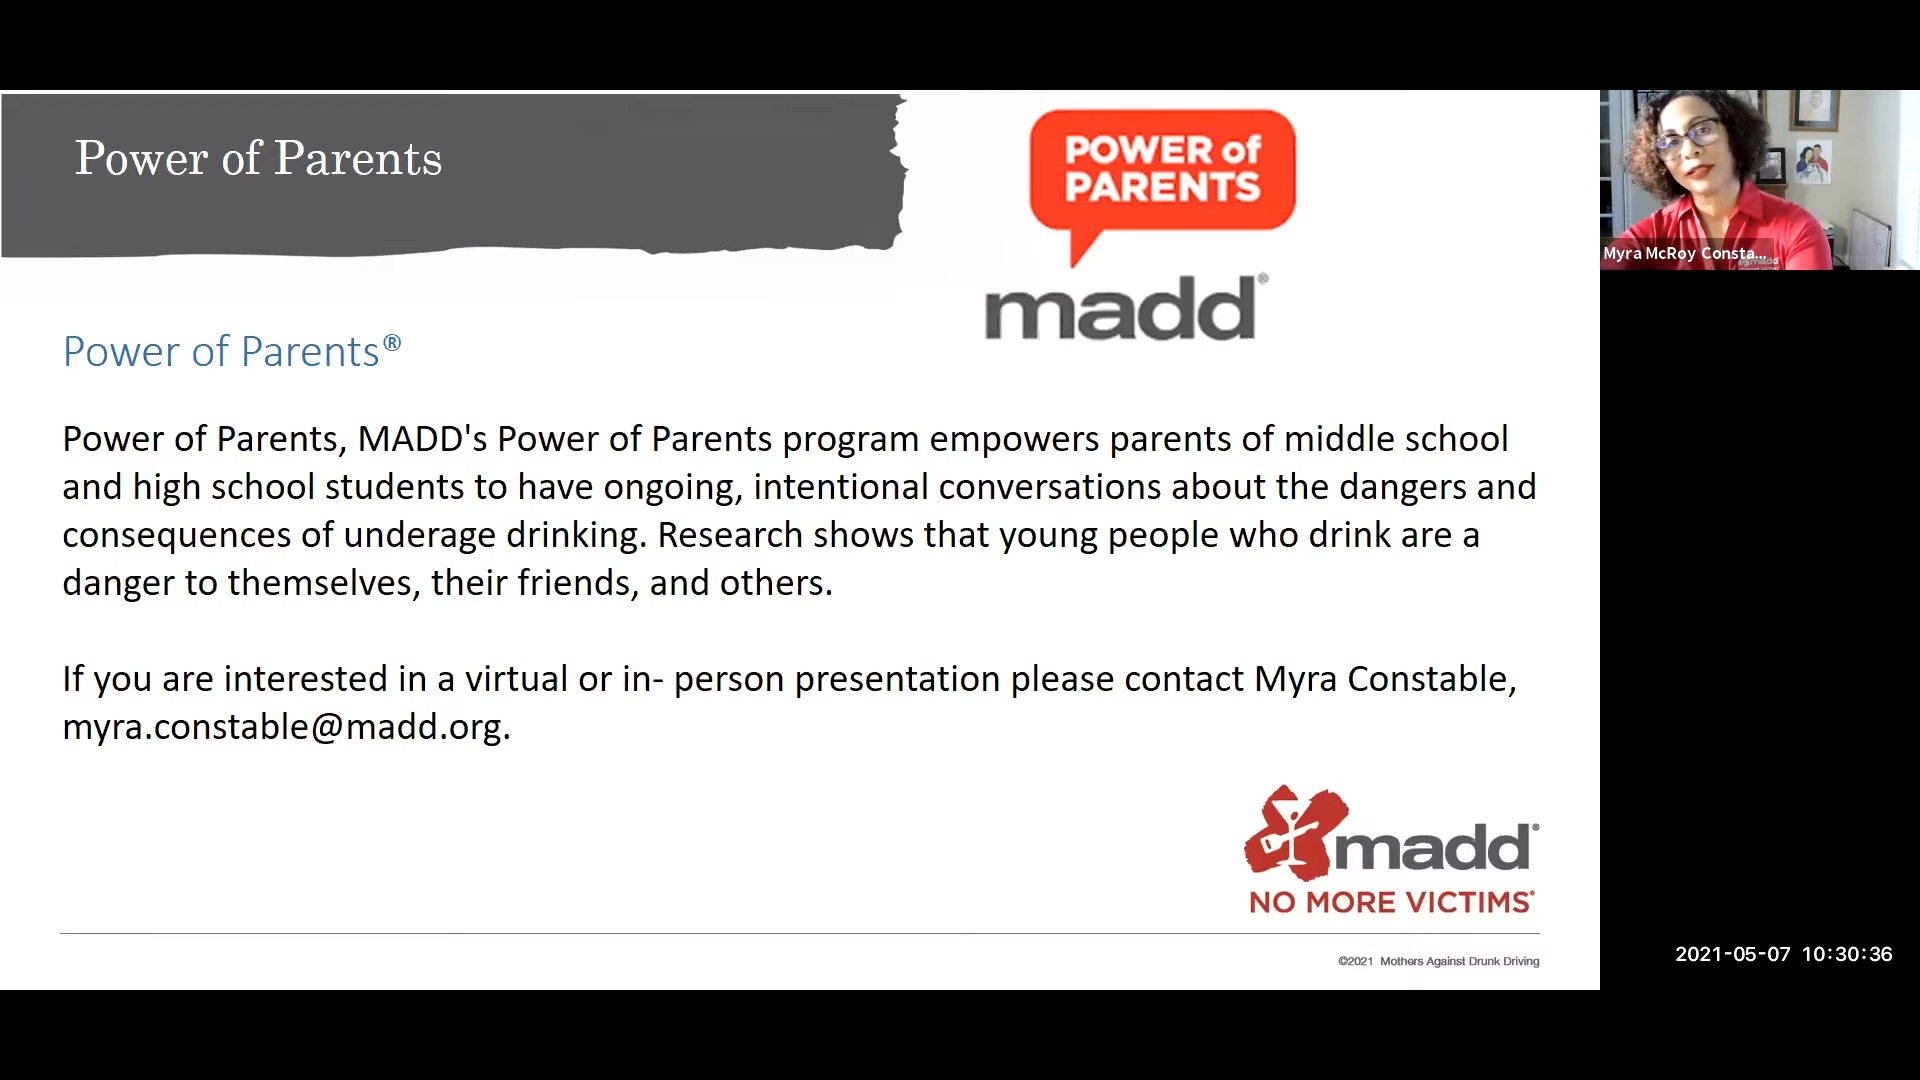 Power of Parents
POWER of
PARENTS
madd®
Myra McRoy Consta...
Power of Parents®
Power of Parents, MADD's Power of Parents program empowers parents of middle school
and high school students to have ongoing, intentional conversations about the dangers and
consequences of underage drinking. Research shows that young people who drink are a
danger to themselves, their friends, and others.
If you are interested in a virtual or in- person presentation please contact Myra Constable,
myra.constable@madd.org.
madd®
NO MORE VICTIMS®
©2021 Mothers Against Drunk Driving
2021-05-07 10:30:36